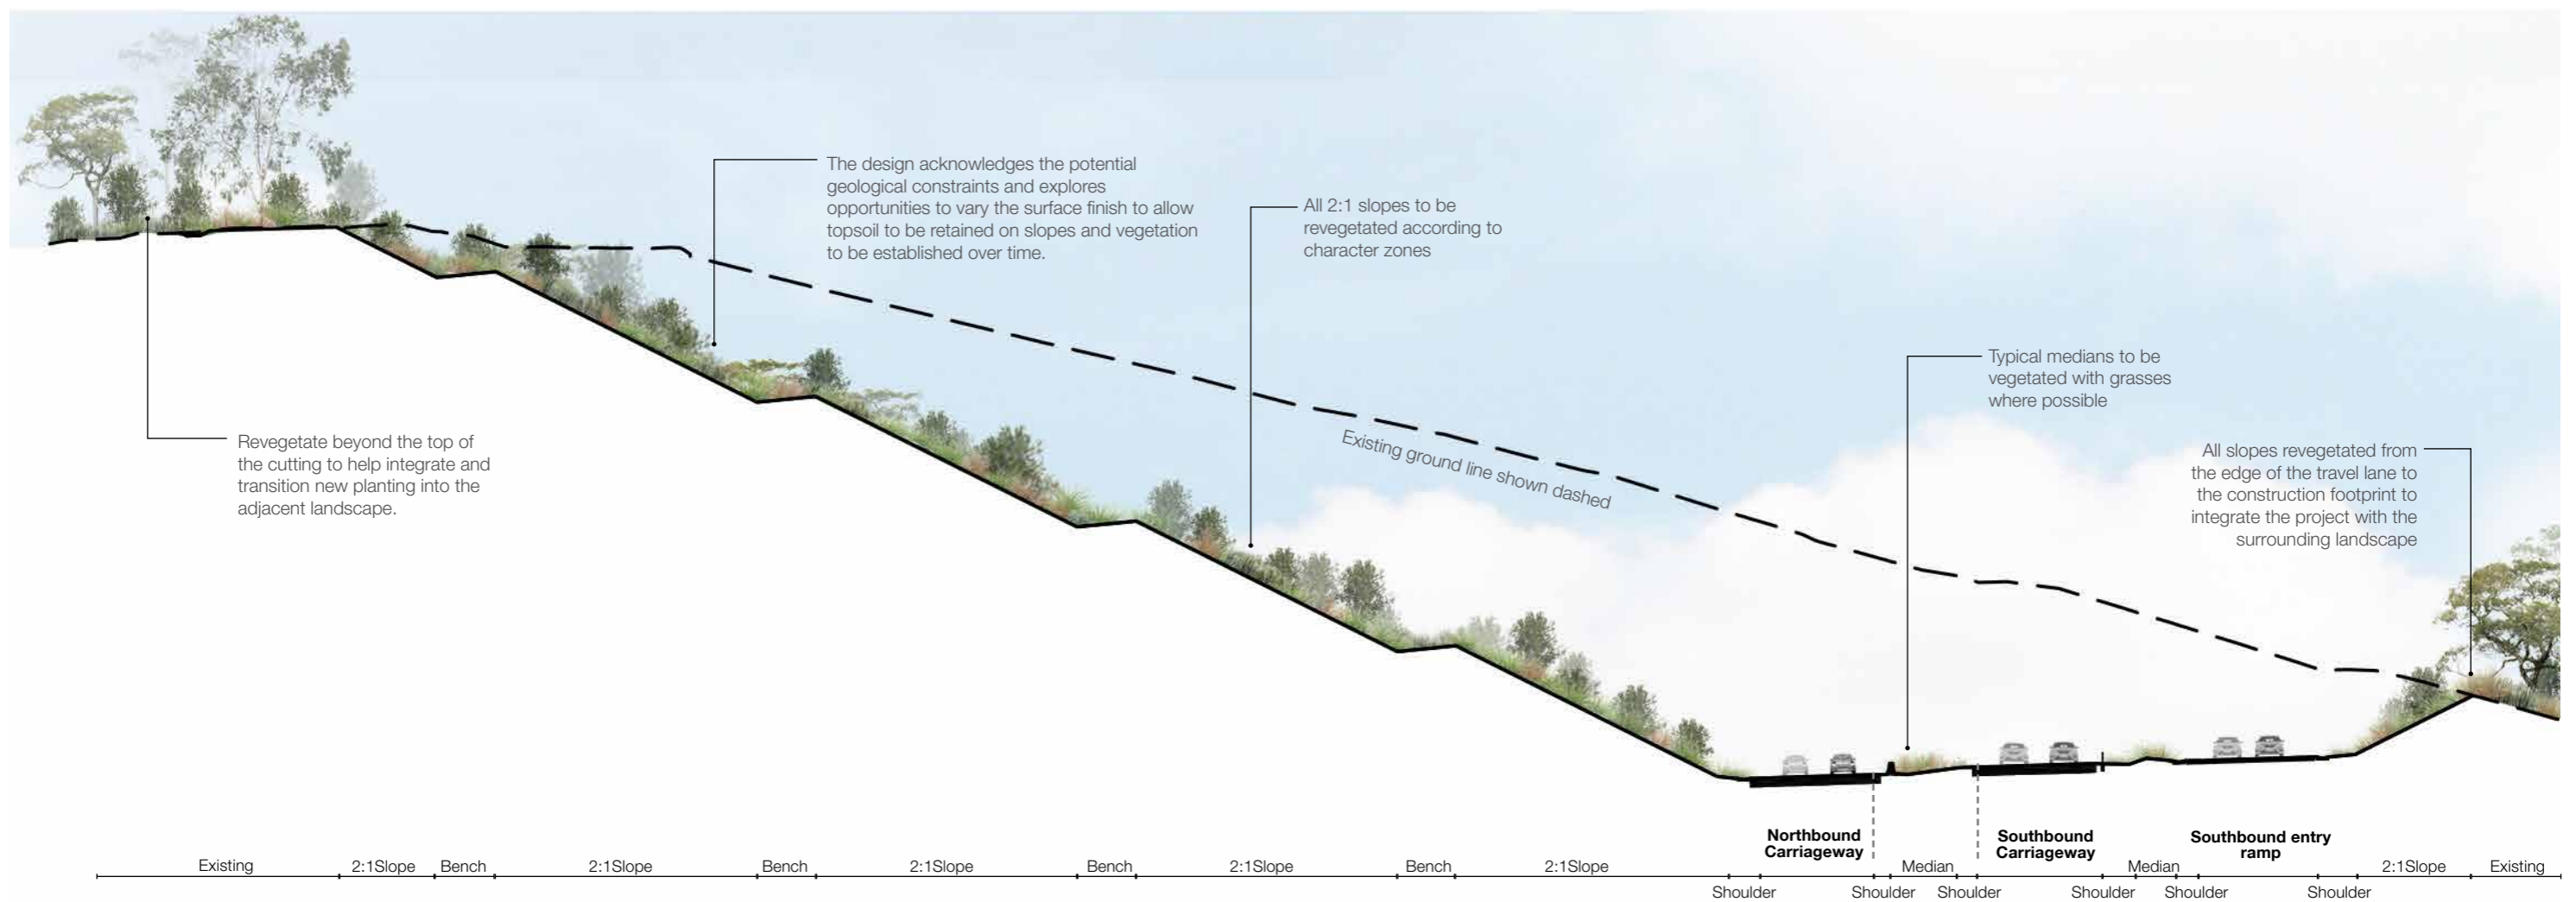 The design acknowledges the potential
geological constraints and explores
opportunities to vary the surface finish to allow
topsoil to be retained on slopes and vegetation
to be established over time.
All 2:1 slopes to be
revegetated according to
character zones
Typical medians to be
vegetated with grasses
where possible
Revegetate beyond the top of
the cutting to help integrate and
transition new planting into the
adjacent landscape.
Existing ground line shown dashed
All slopes revegetated from
the edge of the travel lane to
the construction footprint to
integrate the project with the
surrounding landscape
Northbound
Carriageway
Southbound
Carriageway
Southbound entry
ramp
Existing
2:1Slope
Bench
2:1Slope
Bench
2:1Slope
Bench
2:1Slope
Bench
2:1Slope
Median
Median
2:1Slope
Existing
Shoulder
Shoulder
Shoulder
Shoulder
Shoulder
Shoulder